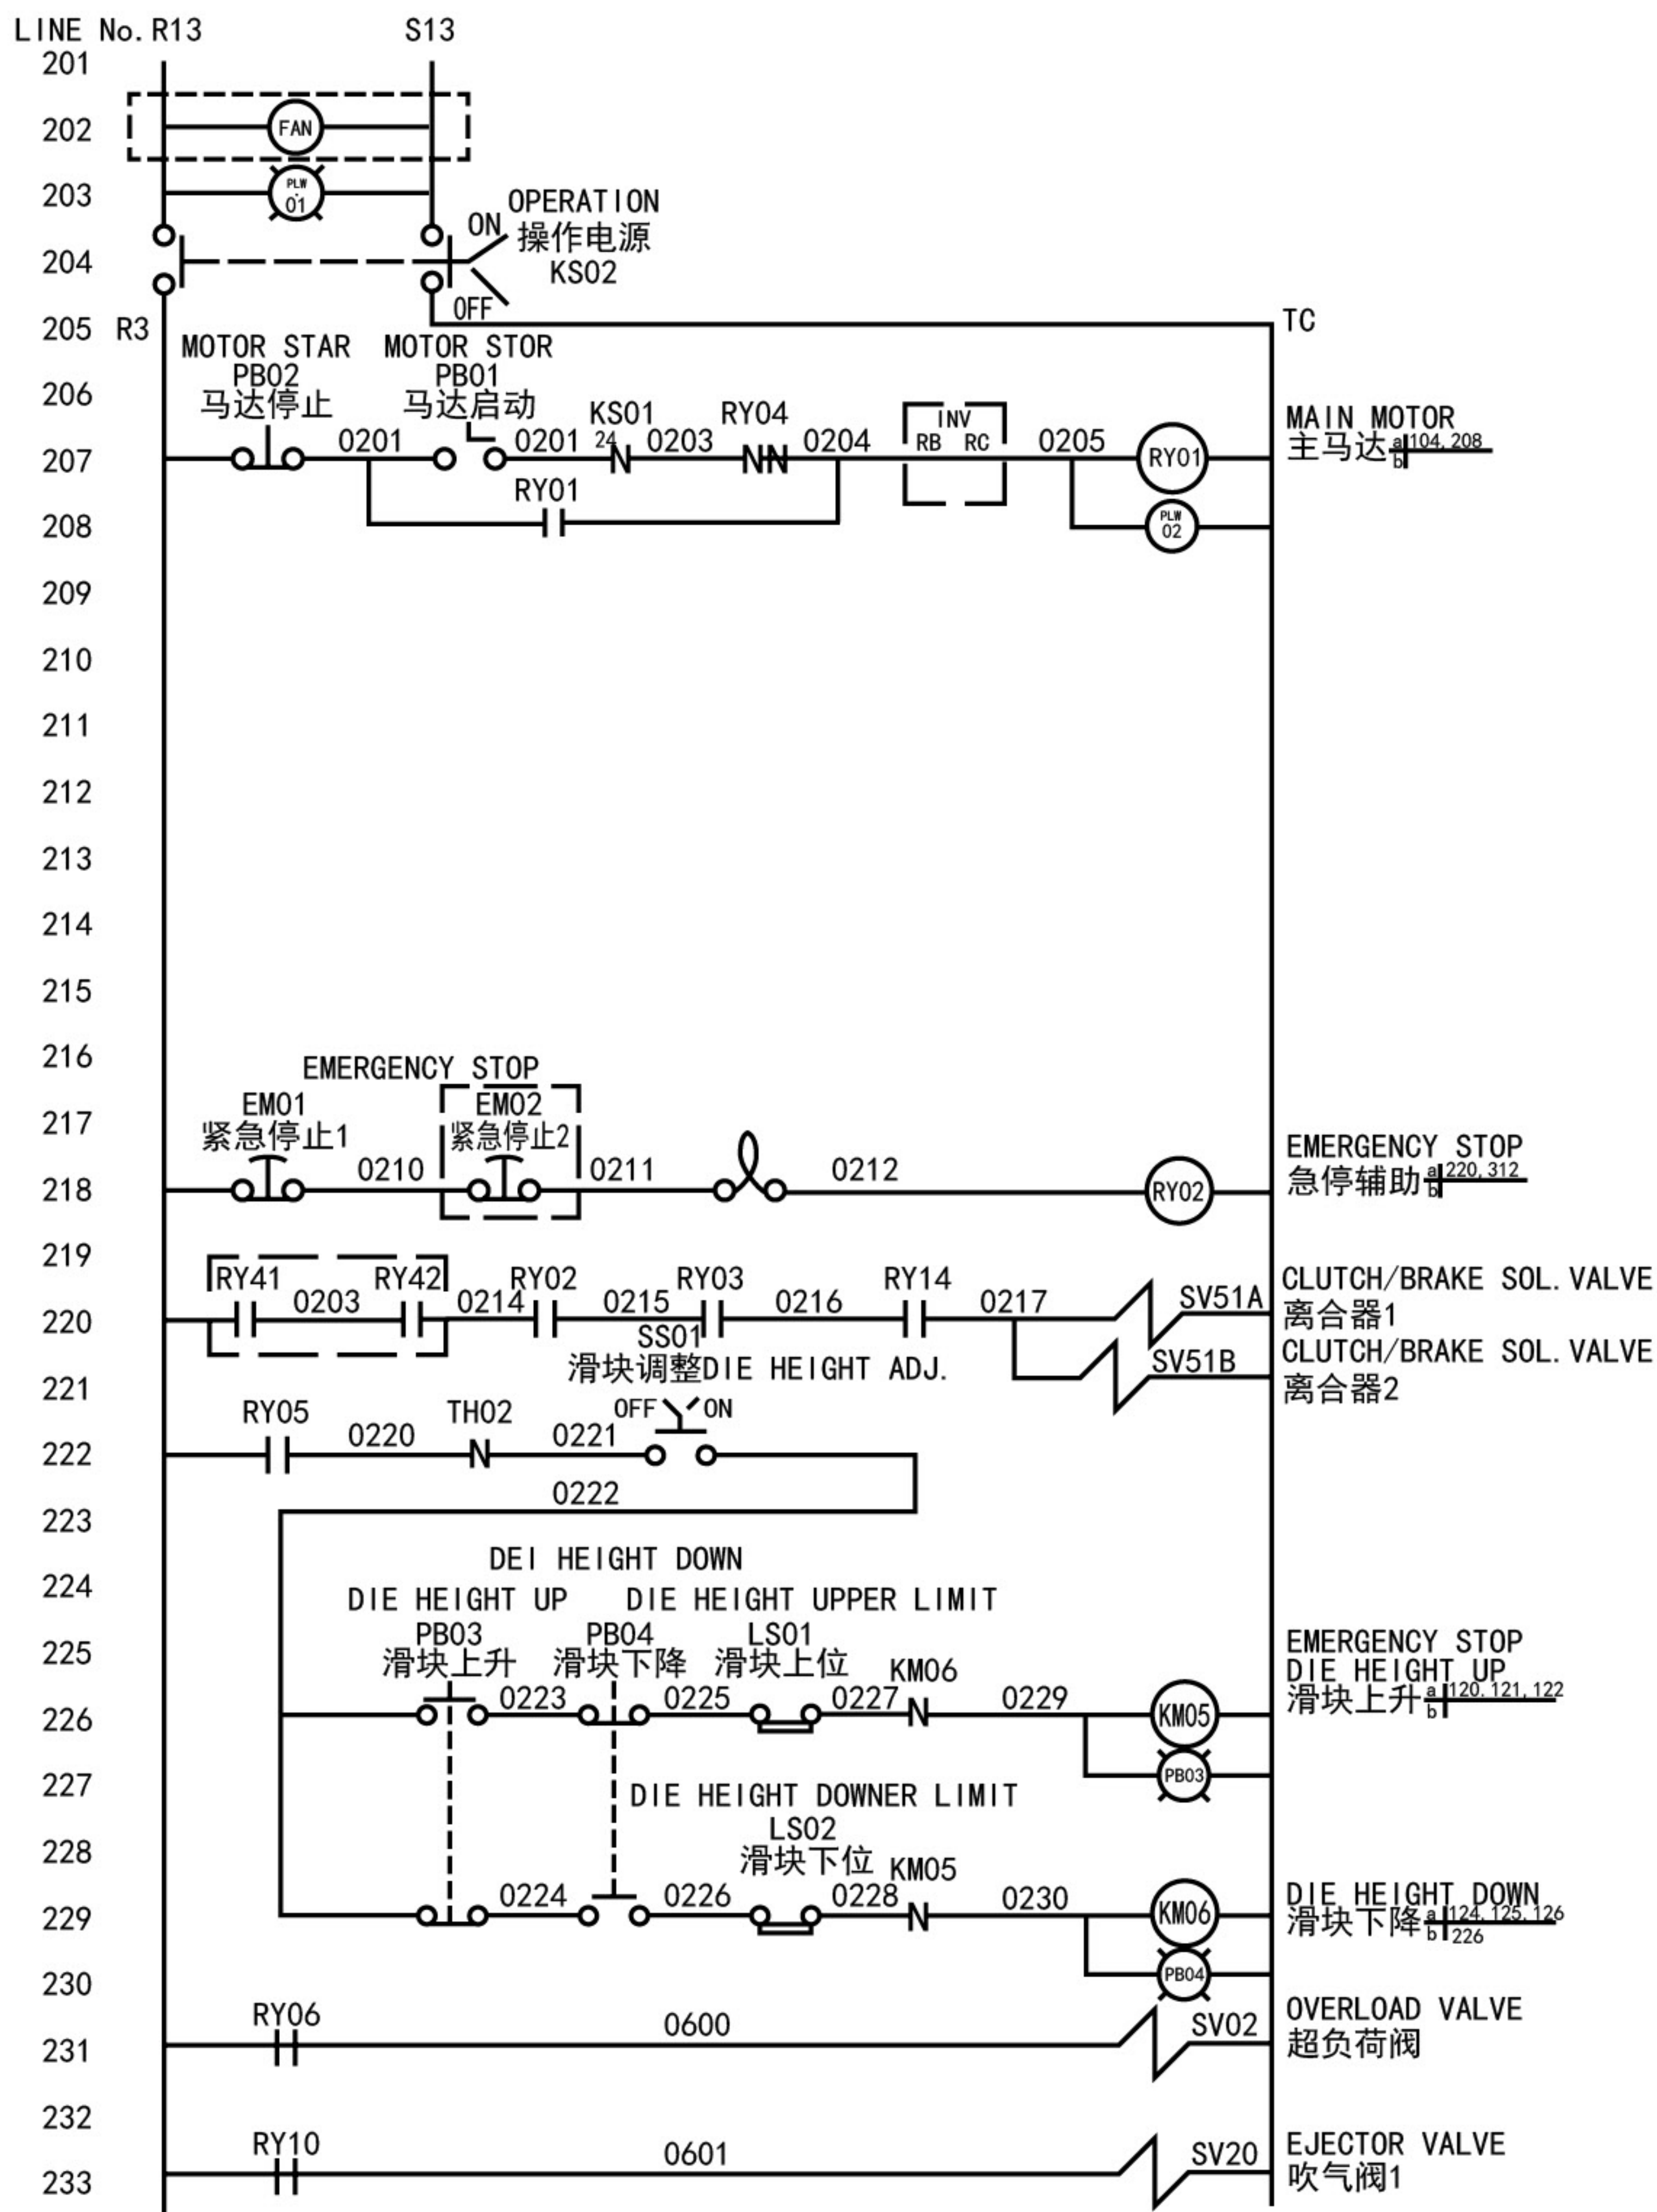 LINE No. R13 S13
201
202 FAN
203 PLW 01
OPERATION
ON 操作电源
204 KS02
OFF
205 R3 TC
MOTOR STAR MOTOR STOR
PB02 PB01
206 马达停止 马达启动 KS01 RY04 INV MAIN MOTOR
0201 0201 24 0203 0204 RB RC 0205 主马达 a 104, 208
207 RY01 b
RY01
208 PLW 02
209
210
211
212
213
214
215
216
EMERGENCY STOP
217 EM01 EM02
紧急停止1 紧急停止2 EMERGENCY STOP
0210 0211 0212 急停辅助 a 220, 312
218 RY02 b
219
RY41 RY42 RY02 RY03 RY14 CLUTCH/BRAKE SOL. VALVE
0203 0214 0215 0216 0217 SV51A 离合器1
220
SS01 CLUTCH/BRAKE SOL. VALVE
滑块调整DIE HEIGHT ADJ. SV51B 离合器2
221
RY05 TH02 OFF ON
0220 0221
222
0222
223
DEI HEIGHT DOWN
224
DIE HEIGHT UP DIE HEIGHT UPPER LIMIT
PB03 PB04 LS01 EMERGENCY STOP
225 滑块上升 滑块下降 滑块上位 KM06 DIE HEIGHT UP
0223 0225 0227 0229 滑块上升 a 120. 121, 122
226 KM05 b
227 PB03
DIE HEIGHT DOWNER LIMIT
LS02
228 滑块下位 KM05 DIE HEIGHT DOWN
0224 0226 0228 0230 滑块下降 a 124, 125, 126
229 KM06 b 226
230 PB04
RY06 0600 SV02 OVERLOAD VALVE
231 超负荷阀
232
RY10 0601 SV20 EJECTOR VALVE
233 吹气阀1